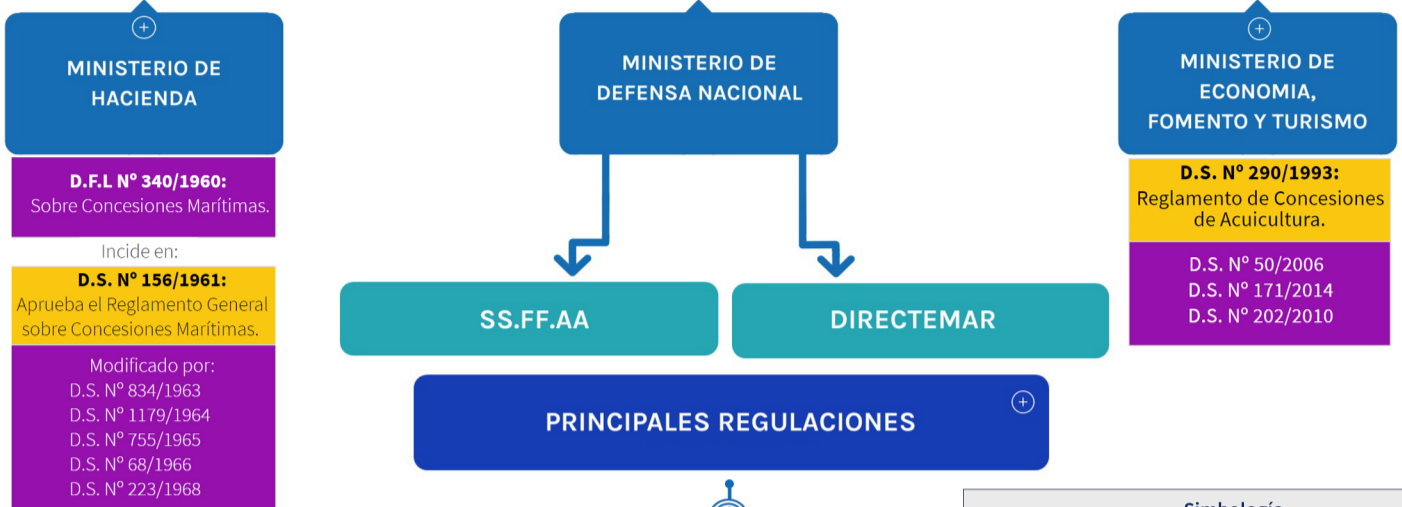 MINISTERIO DE
HACIENDA
D.F.L Nº 340/1960:
Sobre Concesiones Marítimas.
Incide en:
D.S. Nº 156/1961:
Aprueba el Reglamento General
sobre Concesiones Marítimas.
Modificado por:
D.S. Nº 834/1963
D.S. Nº 1179/1964
D.S. Nº 755/1965
D.S. Nº 68/1966
D.S. Nº 223/1968
MINISTERIO DE
DEFENSA NACIONAL
SS.FF.AA
DIRECTEMAR
PRINCIPALES REGULACIONES
MINISTERIO DE
ECONOMIA,
FOMENTO Y TURISMO
D.S. Nº 290/1993:
Reglamento de Concesiones
de Acuicultura.
D.S. Nº 50/2006
D.S. Nº 171/2014
D.S. Nº 202/2010
Simbología